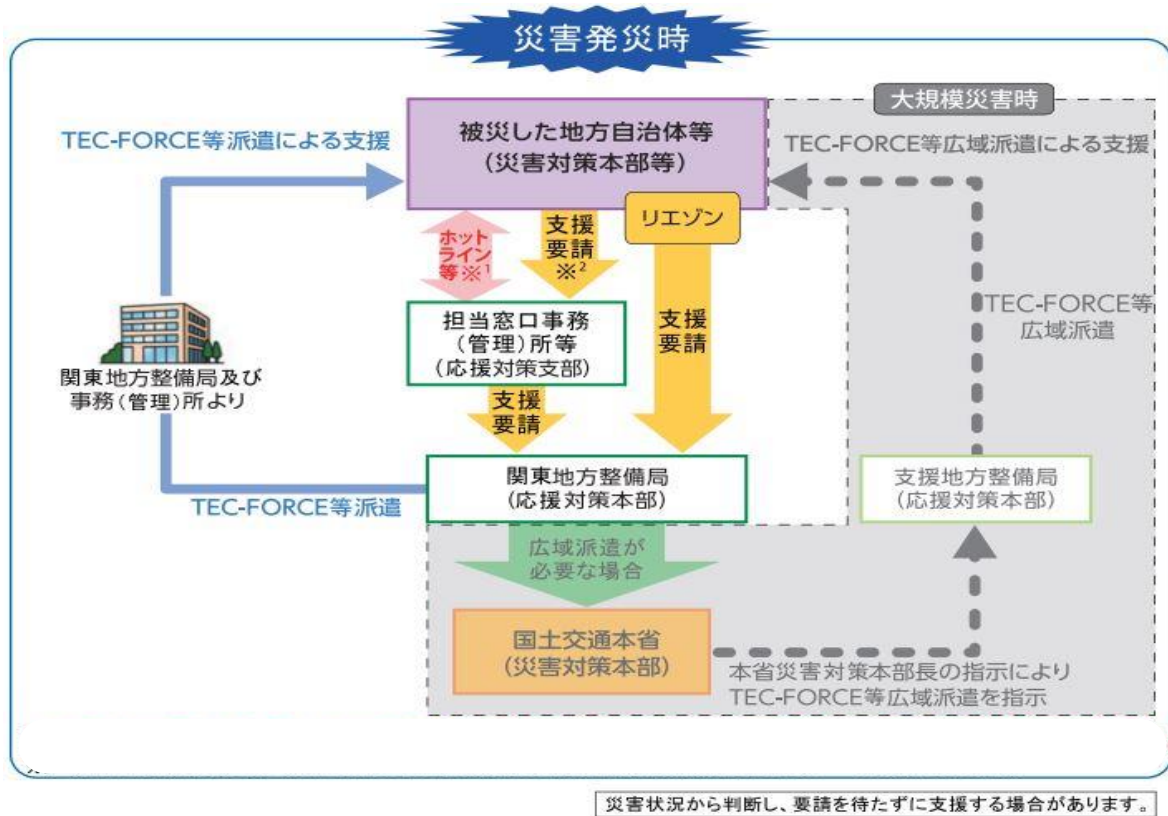 災害発災時
大規模災害時
TEC-FORCE等派遣による支援
被災した地方自治体等
(災害対策本部等)
TEC-FORCE等広域派遣による支援
リエゾン
ホット
ライン
等※1
支援
要請
※2
支援
要請
TEC-FORCE等
広域派遣
担当窓口事務
(管理)所等
(応援対策支部)
関東地方整備局及び
事務(管理)所より
支援
要請
関東地方整備局
(応援対策本部)
支援地方整備局
(応援対策本部)
TEC-FORCE等派遣
広域派遣が
必要な場合
国土交通本省
(災害対策本部)
本省災害対策本部長の指示により
TEC-FORCE等広域派遣を指示
災害状況から判断し、要請を待たずに支援する場合があります。